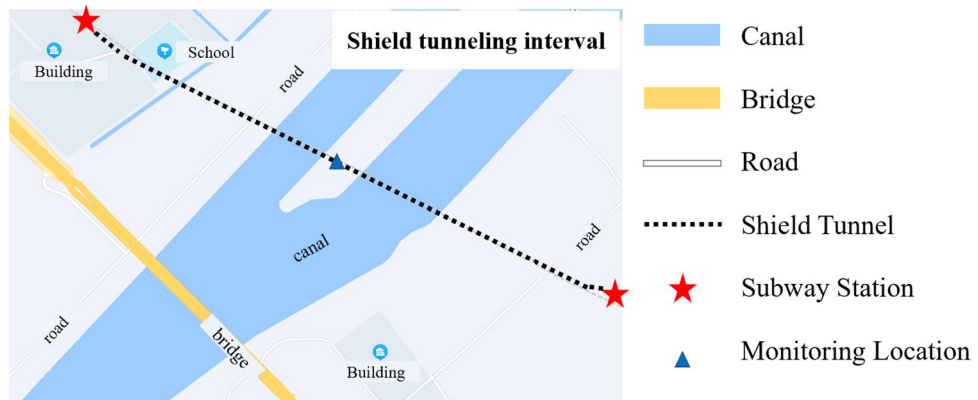 Shield tunneling interval
School
Building
road
canal
road
road
bridge
Building
Canal
Bridge
Road
Shield Tunnel
Subway Station
Monitoring Location